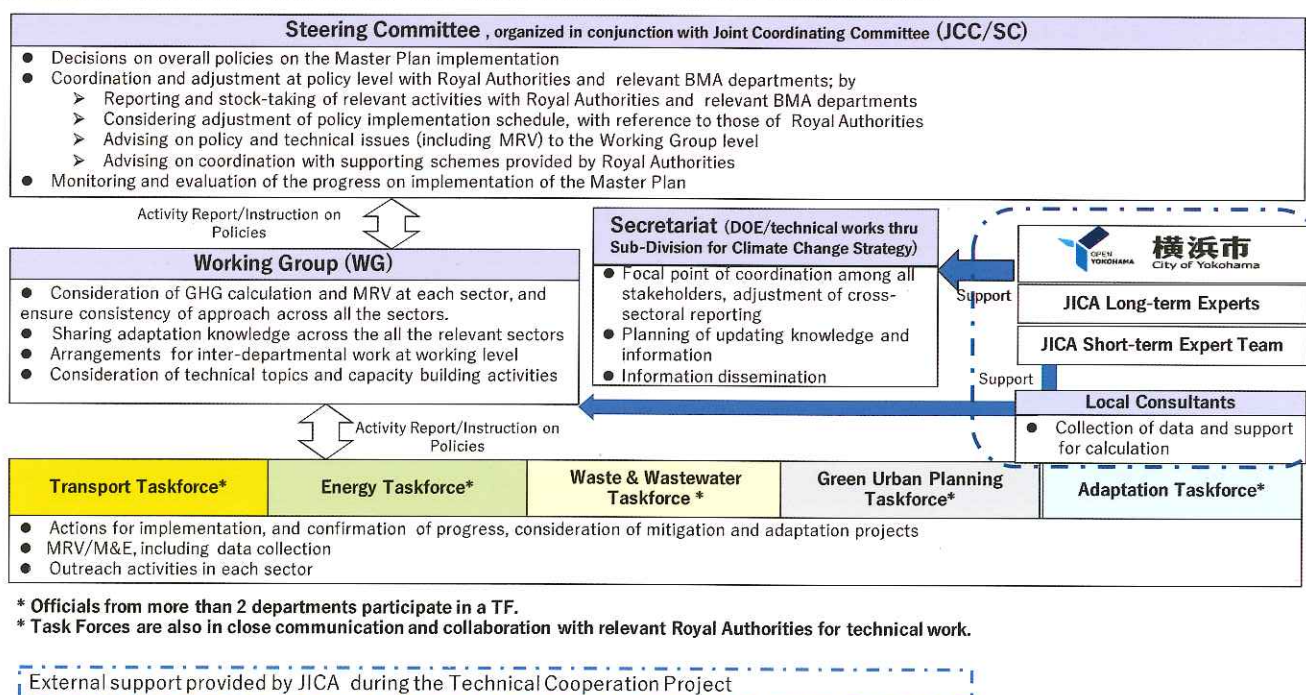 Steering Committee , organized in conjunction with Joint Coordinating Committee (JCC/SC)
● Decisions on overall policies on the Master Plan implementation
● Coordination and adjustment at policy level with Royal Authorities and relevant BMA departments; by
➢ Reporting and stock-taking of relevant activities with Royal Authorities and relevant BMA departments
➢ Considering adjustment of policy implementation schedule, with reference to those of Royal Authorities
➢ Advising on policy and technical issues (including MRV) to the Working Group level
➢ Advising on coordination with supporting schemes provided by Royal Authorities
● Monitoring and evaluation of the progress on implementation of the Master Plan
Activity Report/Instruction on
Policies
Working Group (WG)
● Consideration of GHG calculation and MRV at each sector, and
ensure consistency of approach across all the sectors.
● Sharing adaptation knowledge across the all the relevant sectors
● Arrangements for inter-departmental work at working level
● Consideration of technical topics and capacity building activities
Secretariat (DOE/technical works thru
Sub-Division for Climate Change Strategy)
● Focal point of coordination among all
stakeholders, adjustment of cross-
sectoral reporting
● Planning of updating knowledge and
information
● Information dissemination
Support
OPEN
YOKOHAMA
横浜市
City of Yokohama
JICA Long-term Experts
JICA Short-term Expert Team
Support
Local Consultants
● Collection of data and support
for calculation
Activity Report/Instruction on
Policies
Transport Taskforce*
Energy Taskforce*
Waste & Wastewater
Taskforce *
Green Urban Planning
Taskforce*
Adaptation Taskforce*
● Actions for implementation, and confirmation of progress, consideration of mitigation and adaptation projects
● MRV/M&E, including data collection
● Outreach activities in each sector
* Officials from more than 2 departments participate in a TF.
* Task Forces are also in close communication and collaboration with relevant Royal Authorities for technical work.
External support provided by JICA during the Technical Cooperation Project